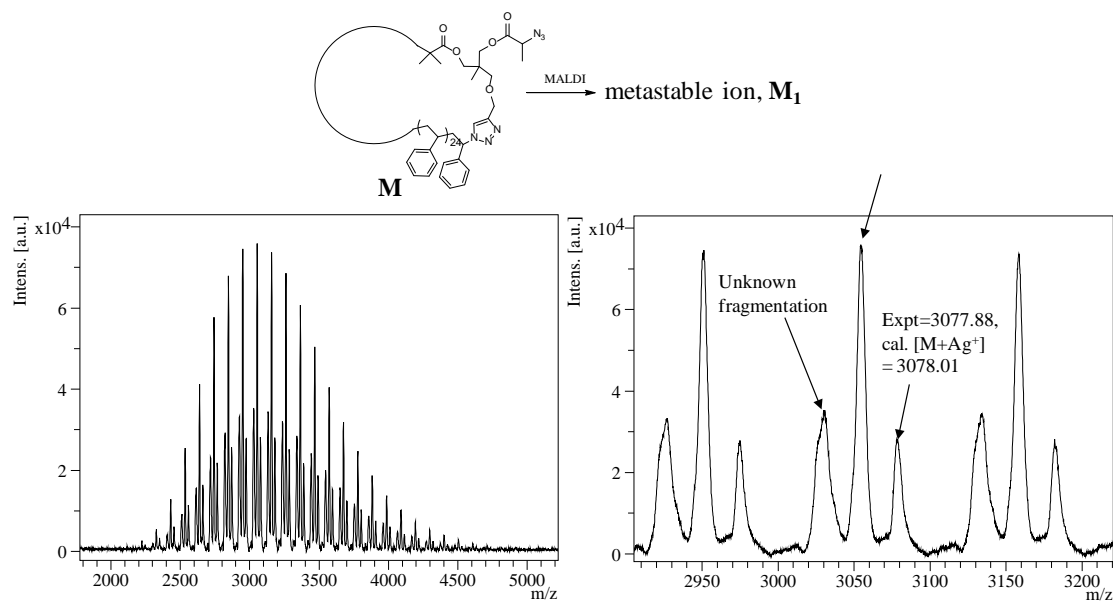 O
O
N3
O
O
MALDI
metastable ion, M1
O
N
N
N
24
M
x10^4
Intens. [a.u.]
8
6
4
2
0
2000 2500 3000 3500 4000 4500 5000
m/z
x10^4
Intens. [a.u.]
8
6
4
2
0
Unknown
fragmentation
Expt=3077.88,
cal. [M+Ag+]
= 3078.01
2950 3000 3050 3100 3150 3200
m/z